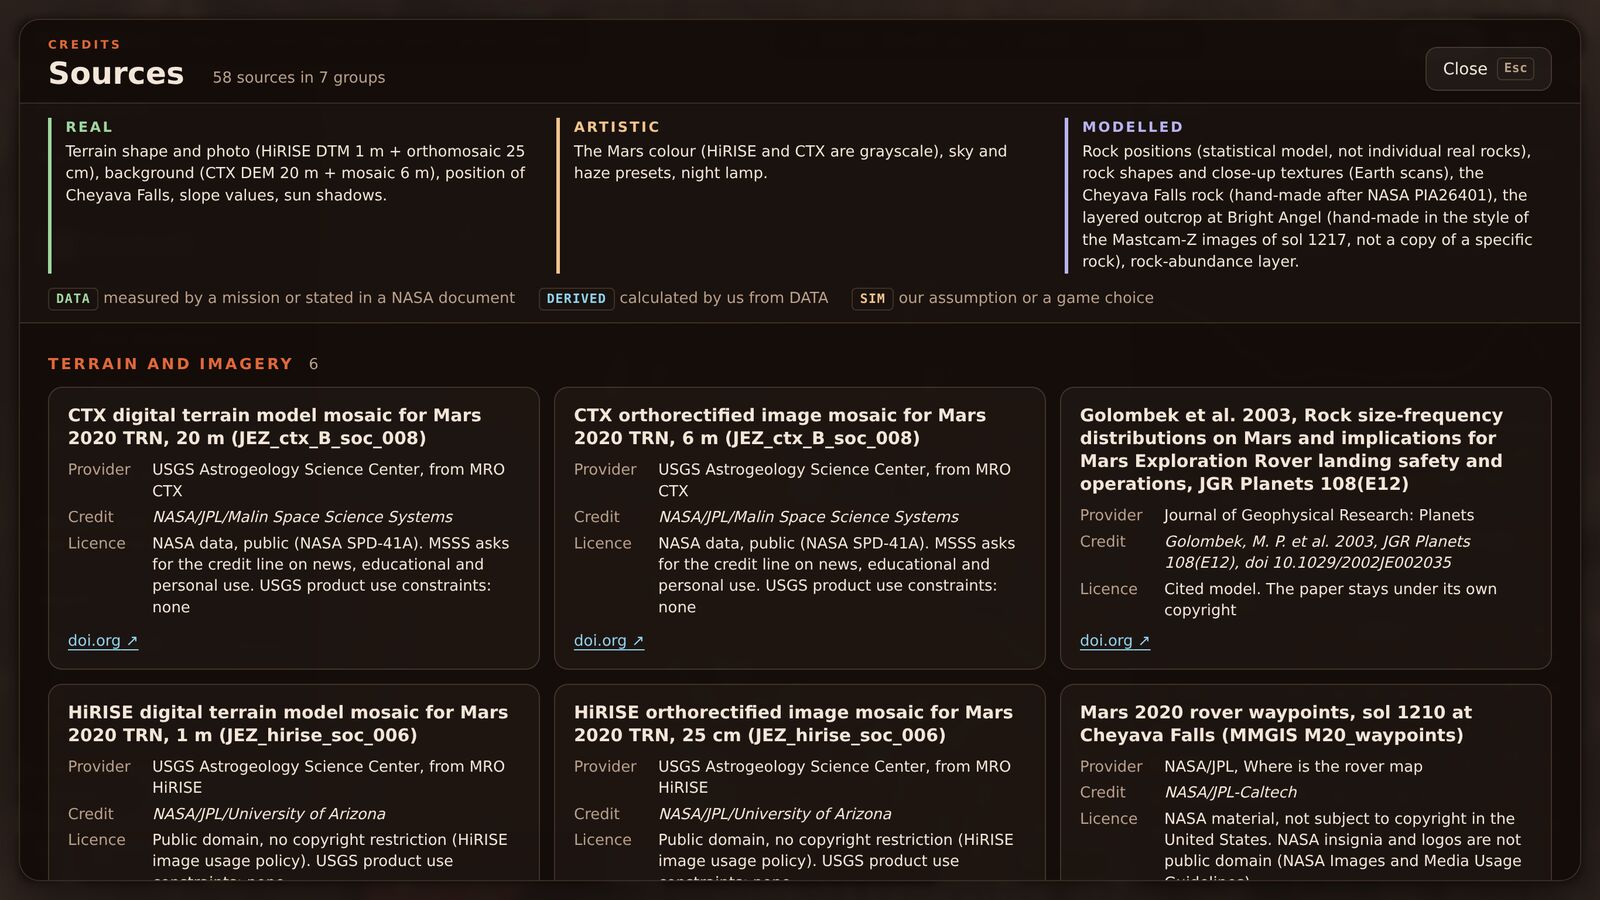 CREDITS
Sources 58 sources in 7 groups
Close Esc
REAL
Terrain shape and photo (HiRISE DTM 1 m + orthomosaic 25
cm), background (CTX DEM 20 m + mosaic 6 m), position of
Cheyava Falls, slope values, sun shadows.
ARTISTIC
The Mars colour (HiRISE and CTX are grayscale), sky and
haze presets, night lamp.
MODELLED
Rock positions (statistical model, not individual real rocks),
rock shapes and close-up textures (Earth scans), the
Cheyava Falls rock (hand-made after NASA PIA26401), the
layered outcrop at Bright Angel (hand-made in the style of
the Mastcam-Z images of sol 1217, not a copy of a specific
rock), rock-abundance layer.
DATA measured by a mission or stated in a NASA document DERIVED calculated by us from DATA SIM our assumption or a game choice
TERRAIN AND IMAGERY 6
CTX digital terrain model mosaic for Mars
2020 TRN, 20 m (JEZ_ctx_B_soc_008)
Provider USGS Astrogeology Science Center, from MRO
CTX
Credit NASA/JPL/Malin Space Science Systems
Licence NASA data, public (NASA SPD-41A). MSSS asks
for the credit line on news, educational and
personal use. USGS product use constraints:
none
doi.org ↗
CTX orthorectified image mosaic for Mars
2020 TRN, 6 m (JEZ_ctx_B_soc_008)
Provider USGS Astrogeology Science Center, from MRO
CTX
Credit NASA/JPL/Malin Space Science Systems
Licence NASA data, public (NASA SPD-41A). MSSS asks
for the credit line on news, educational and
personal use. USGS product use constraints:
none
doi.org ↗
Golombek et al. 2003, Rock size-frequency
distributions on Mars and implications for
Mars Exploration Rover landing safety and
operations, JGR Planets 108(E12)
Provider Journal of Geophysical Research: Planets
Credit Golombek, M. P. et al. 2003, JGR Planets
108(E12), doi 10.1029/2002JE002035
Licence Cited model. The paper stays under its own
copyright
doi.org ↗
HiRISE digital terrain model mosaic for Mars
2020 TRN, 1 m (JEZ_hirise_soc_006)
Provider USGS Astrogeology Science Center, from MRO
HiRISE
Credit NASA/JPL/University of Arizona
Licence Public domain, no copyright restriction (HiRISE
image usage policy). USGS product use
constraints: none
HiRISE orthorectified image mosaic for Mars
2020 TRN, 25 cm (JEZ_hirise_soc_006)
Provider USGS Astrogeology Science Center, from MRO
HiRISE
Credit NASA/JPL/University of Arizona
Licence Public domain, no copyright restriction (HiRISE
image usage policy). USGS product use
constraints: none
Mars 2020 rover waypoints, sol 1210 at
Cheyava Falls (MMGIS M20_waypoints)
Provider NASA/JPL, Where is the rover map
Credit NASA/JPL-Caltech
Licence NASA material, not subject to copyright in the
United States. NASA insignia and logos are not
public domain (NASA Images and Media Usage
Guidelines)